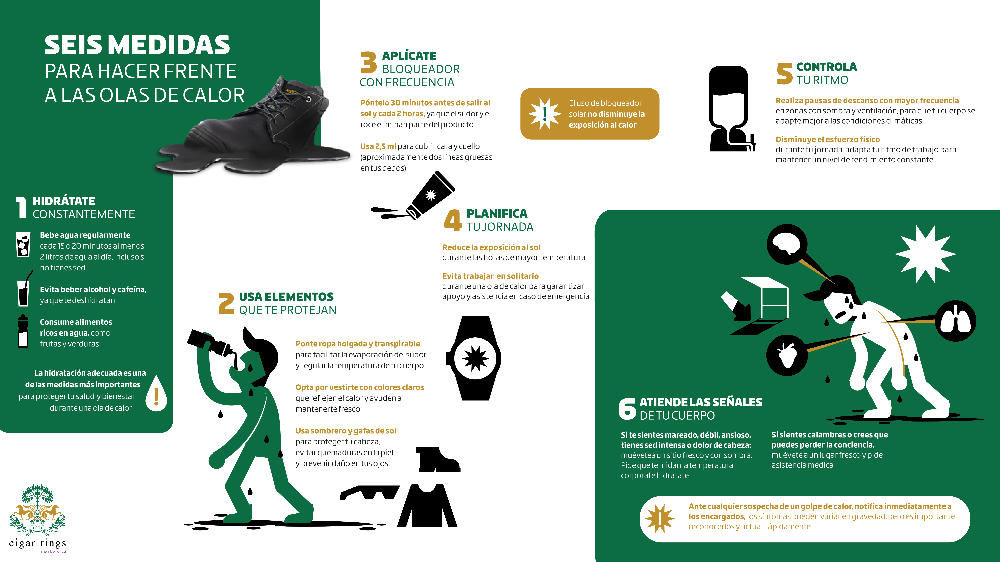 SEIS MEDIDAS
PARA HACER FRENTE
A LAS OLAS DE CALOR
1 HIDRÁTATE
CONSTANTEMENTE
Bebe agua regularmente
cada 15 o 20 minutos al menos
2 litros de agua al día, incluso si
no tienes sed
Evita beber alcohol y cafeína,
ya que te deshidratan
Consume alimentos
ricos en agua, como
frutas y verduras
La hidratación adecuada es una
de las medidas más importantes
para proteger tu salud y bienestar
durante una ola de calor
!
2 USA ELEMENTOS
QUE TE PROTEJAN
Ponte ropa holgada y transpirable
para facilitar la evaporación del sudor
y regular la temperatura de tu cuerpo
Opta por vestirte con colores claros
que reflejen el calor y ayuden a
mantenerte fresco
Usa sombrero y gafas de sol
para proteger tu cabeza,
evitar quemaduras en la piel
y prevenir daño en tus ojos
3 APLÍCATE
BLOQUEADOR
CON FRECUENCIA
Póntelo 30 minutos antes de salir al
sol y cada 2 horas, ya que el sudor y el
roce eliminan parte del producto
Usa 2,5 ml para cubrir cara y cuello
(aproximadamente dos líneas gruesas
en tus dedos)
!
El uso de bloqueador
solar no disminuye la
exposición al calor
4 PLANIFICA
TU JORNADA
Reduce la exposición al sol
durante las horas de mayor temperatura
Evita trabajar en solitario
durante una ola de calor para garantizar
apoyo y asistencia en caso de emergencia
5 CONTROLA
TU RITMO
Realiza pausas de descanso con mayor frecuencia
en zonas con sombra y ventilación, para que tu cuerpo se
adapte mejor a las condiciones climáticas
Disminuye el esfuerzo físico
durante tu jornada, adapta tu ritmo de trabajo para
mantener un nivel de rendimiento constante
6 ATIENDE LAS SEÑALES
DE TU CUERPO
Si te sientes mareado, débil, ansioso,
tienes sed intensa o dolor de cabeza;
muévetea un sitio fresco y con sombra.
Pide que te midan la temperatura
corporal e hidrátate
Si sientes calambres o crees que
puedes perder la conciencia,
muévete a un lugar fresco y pide
asistencia médica
!
Ante cualquier sospecha de un golpe de calor, notifica inmediatamente a
los encargados, los síntomas pueden variar en gravedad, pero es importante
reconocerlos y actuar rápidamente
cigar rings
member of cti